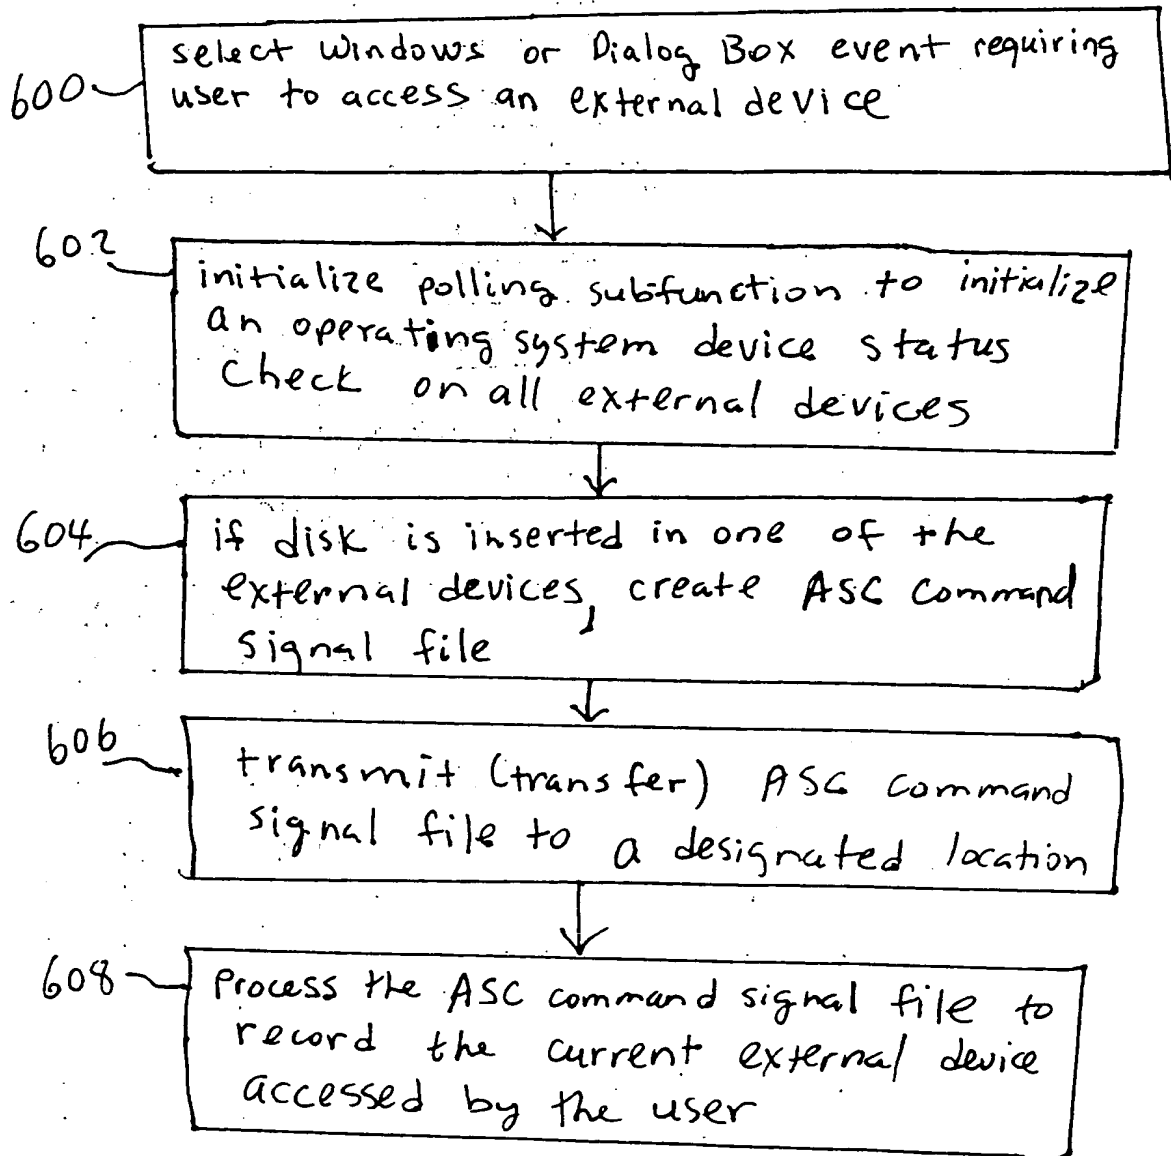 600
select Windows or Dialog Box event requiring
user to access an external device
602
initialize polling subfunction to initialize
an operating system device status
Check on all external devices
604
if disk is inserted in one of the
external devices, create ASC Command
Signal file
606
transmit (transfer) ASC command
signal file to a designated location
608
Process the ASC command signal file to
record the current external device
accessed by the user